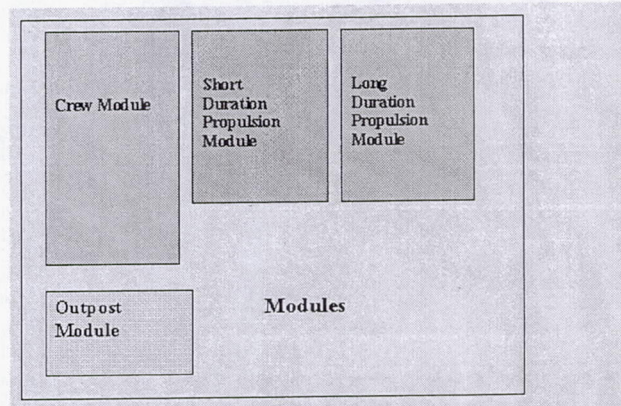 Crew Module
Short
Duration
Propulsion
Module
Long
Duration
Propulsion
Module
Outpost
Module
Modules